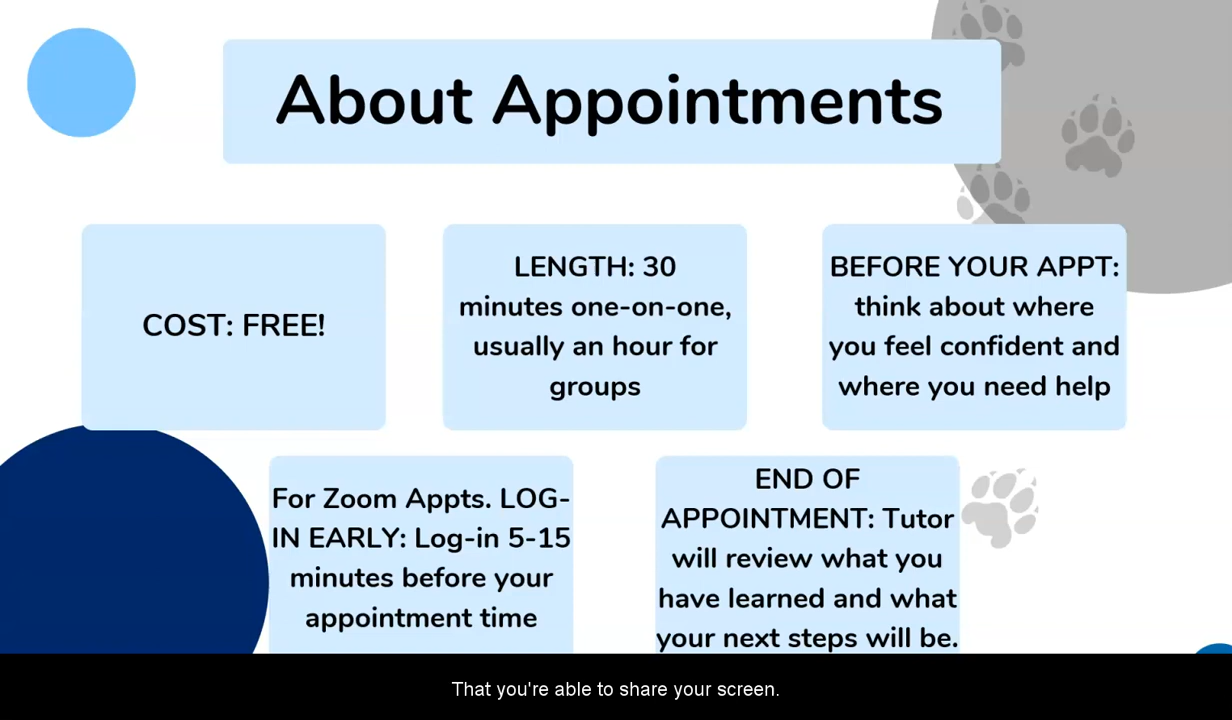 About Appointments
COST: FREE!
LENGTH: 30
minutes one-on-one,
usually an hour for
groups
BEFORE YOUR APPT:
think about where
you feel confident and
where you need help
For Zoom Appts. LOG-
IN EARLY: Log-in 5-15
minutes before your
appointment time
END OF
APPOINTMENT: Tutor
will review what you
have learned and what
your next steps will be.
That you're able to share your screen.